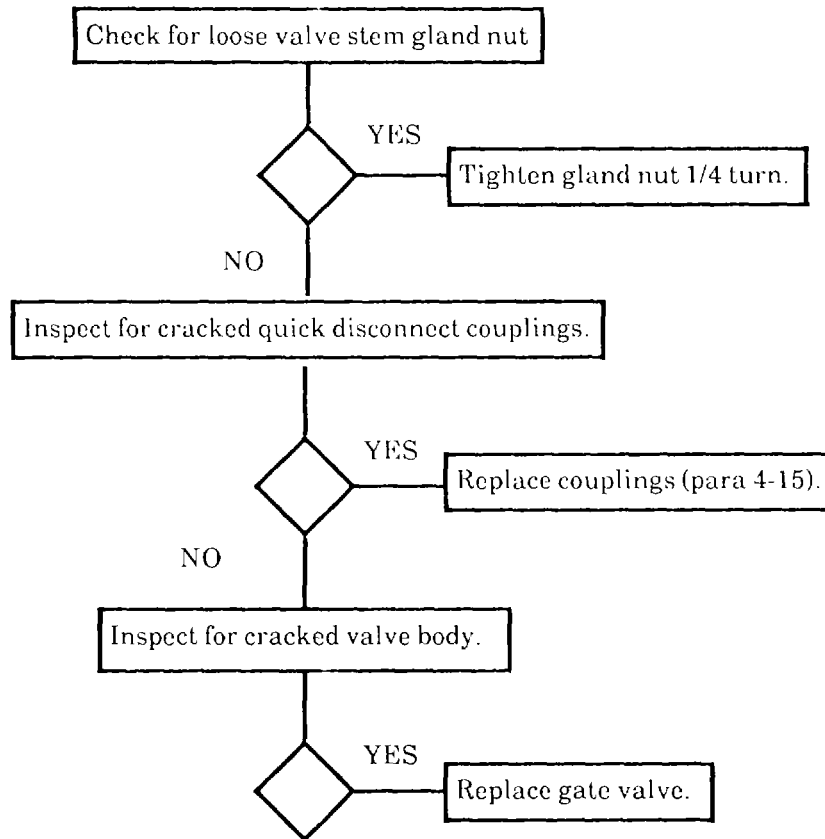 Check for loose valve stem gland nut
YES
Tighten gland nut 1/4 turn.
NO
Inspect for cracked quick disconnect couplings.
YES
Replace couplings (para 4-15).
NO
Inspect for cracked valve body.
YES
Replace gate valve.